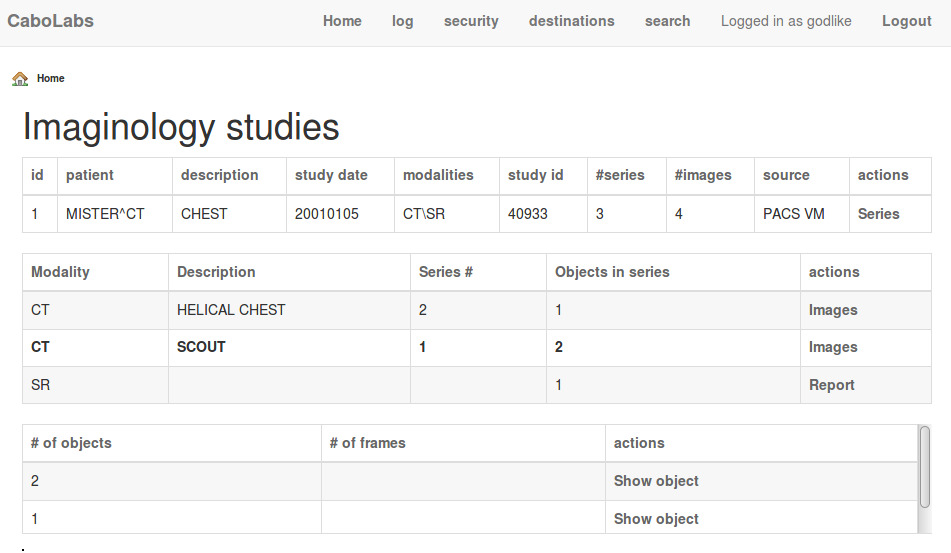 CaboLabs Home log security destinations search Logged in as godlike Logout
Home
Imaginology studies
id patient description study date modalities study id #series #images source actions
1 MISTER^CT CHEST 20010105 CT\SR 40933 3 4 PACS VM Series
Modality Description Series # Objects in series actions
CT HELICAL CHEST 2 1 Images
CT SCOUT 1 2 Images
SR 1 Report
# of objects # of frames actions
2 Show object
1 Show object